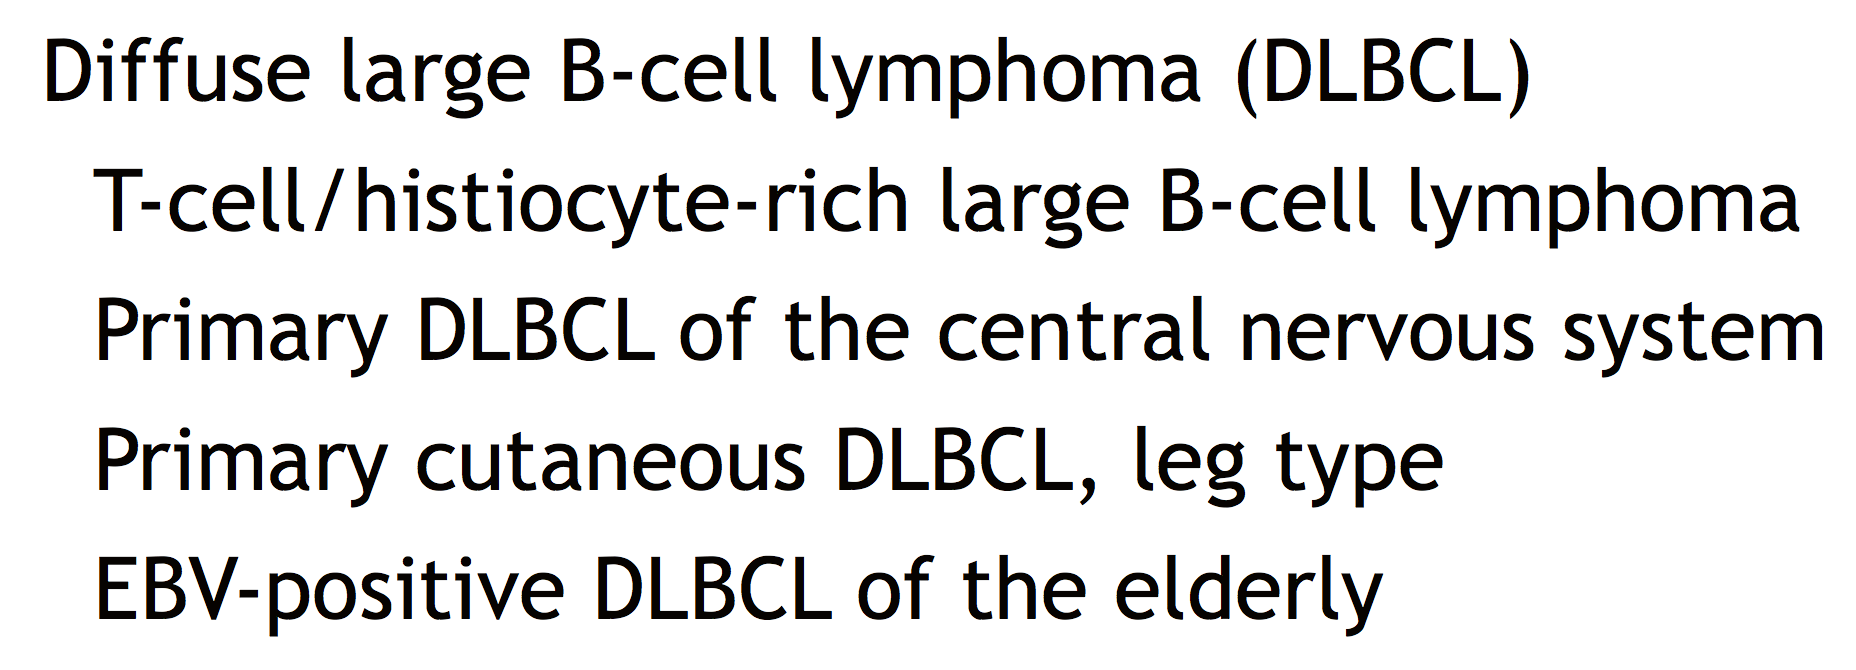 Diffuse large B-cell lymphoma (DLBCL)
T-cell/histiocyte-rich large B-cell lymphoma
Primary DLBCL of the central nervous system
Primary cutaneous DLBCL, leg type
EBV-positive DLBCL of the elderly